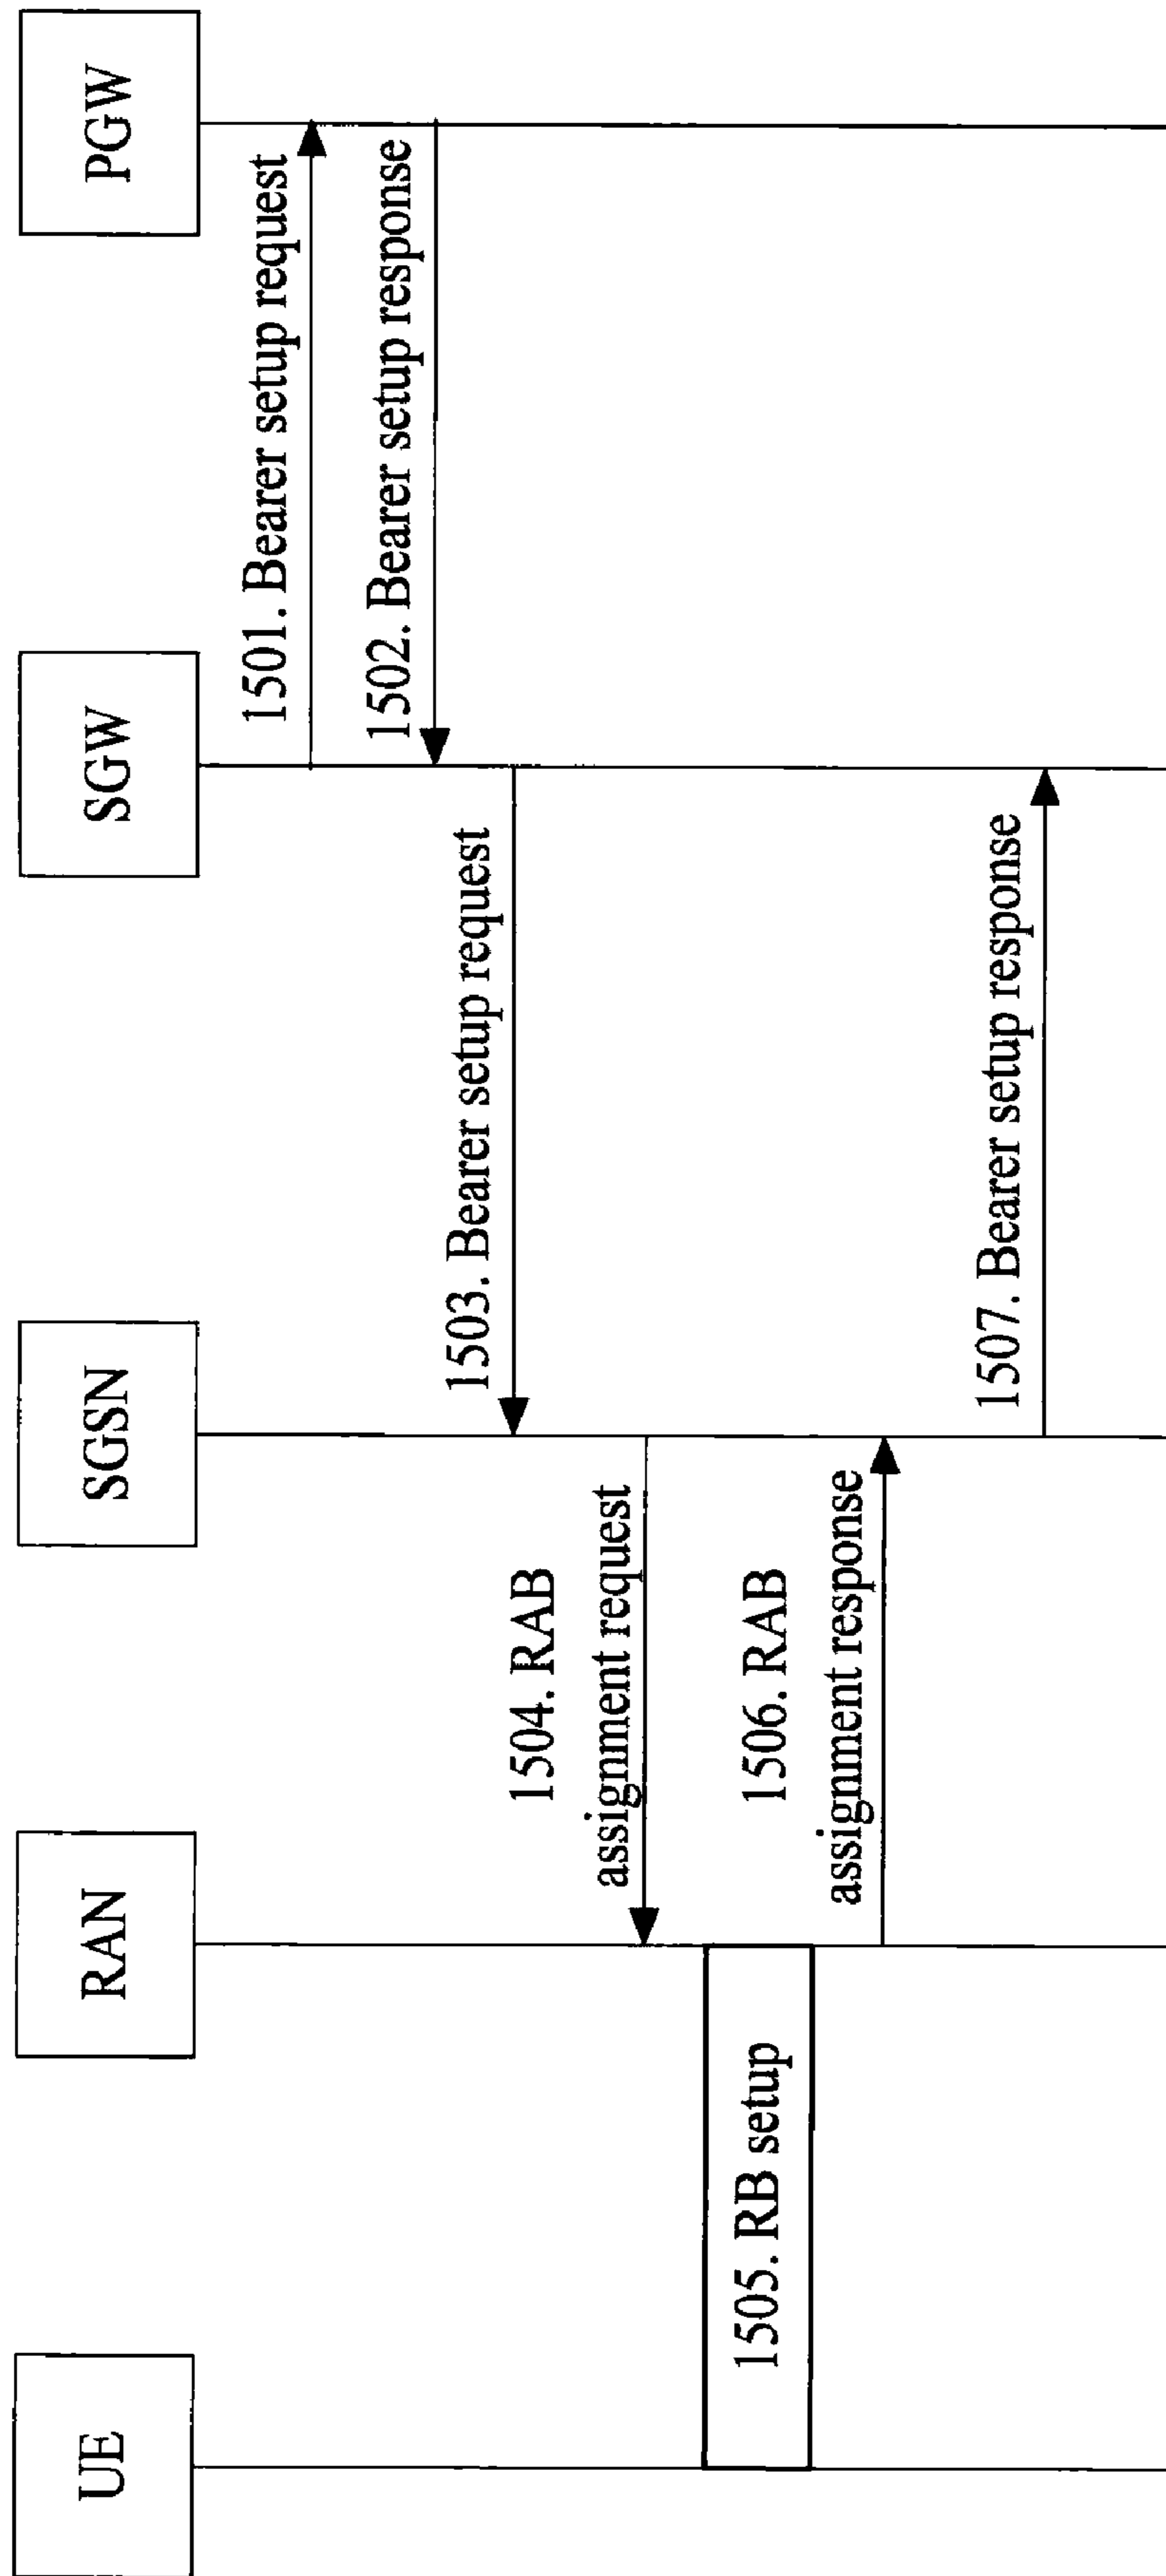 UE
RAN
SGSN
SGW
PGW
1501. Bearer setup request
1502. Bearer setup response
1503. Bearer setup request
1504. RAB
assignment request
1505. RB setup
1506. RAB
assignment response
1507. Bearer setup response